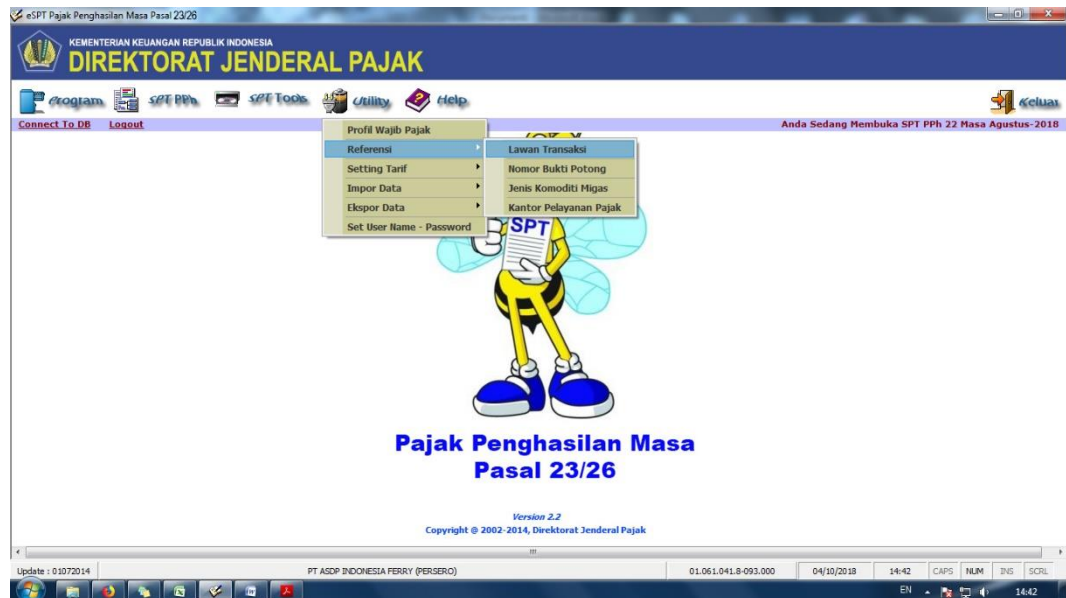 eSPT Pajak Penghasilan Masa Pasal 23/26
KEMENTERIAN KEUANGAN REPUBLIK INDONESIA
DIREKTORAT JENDERAL PAJAK
Program SPT PPh SPT Tools Utility Help Keluar
Connect To DB Logout Anda Sedang Membuka SPT PPh 22 Masa Agustus-2018
Profil Wajib Pajak
Referensi
Setting Tarif
Impor Data
Ekspor Data
Set User Name - Password
Lawan Transaksi
Nomor Bukti Potong
Jenis Komoditi Migas
Kantor Pelayanan Pajak
SPT
Pajak Penghasilan Masa
Pasal 23/26
Version 2.2
Copyright @ 2002-2014, Direktorat Jenderal Pajak
Update : 01072014 PT ASDP INDONESIA FERRY (PERSERO) 01.061.041.8-093.000 04/10/2018 14:42 CAPS NUM INS SCRL
EN 14:42